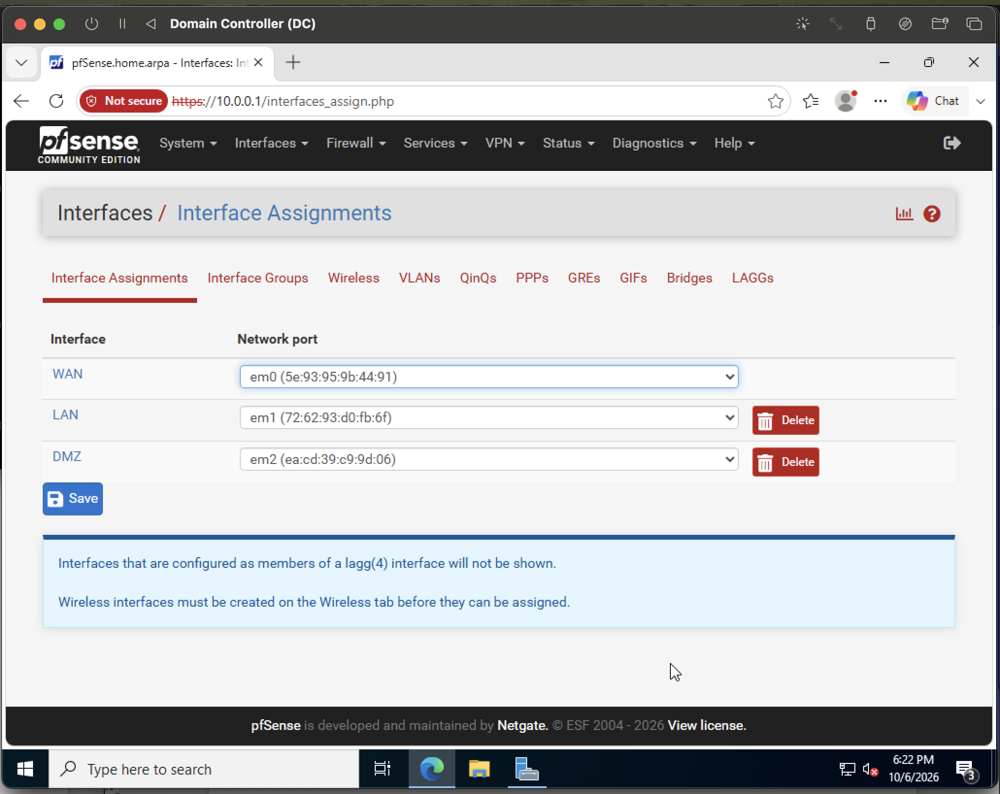 Domain Controller (DC)
pfSense.home.arpa - Interfaces: Int
Not secure https://10.0.0.1/interfaces_assign.php
Chat
pfsense
COMMUNITY EDITION
System Interfaces Firewall Services VPN Status Diagnostics Help
Interfaces / Interface Assignments
Interface Assignments Interface Groups Wireless VLANs QinQs PPPs GREs GIFs Bridges LAGGs
Interface Network port
WAN em0 (5e:93:95:9b:44:91)
LAN em1 (72:62:93:d0:fb:6f) Delete
DMZ em2 (ea:cd:39:c9:9d:06) Delete
Save
Interfaces that are configured as members of a lagg(4) interface will not be shown.
Wireless interfaces must be created on the Wireless tab before they can be assigned.
pfSense is developed and maintained by Netgate. © ESF 2004 - 2026 View license.
Type here to search
6:22 PM
10/6/2026
3